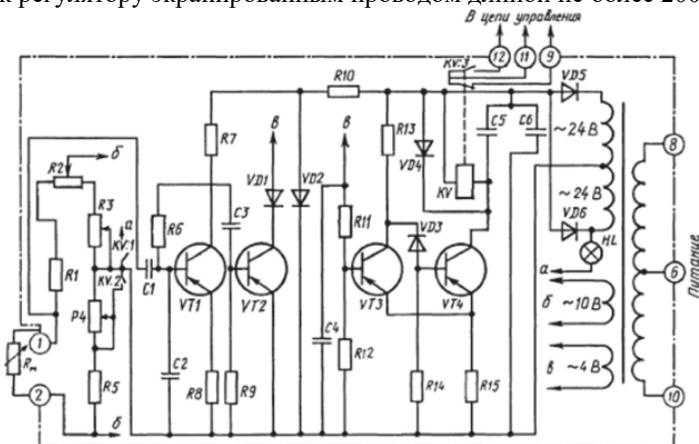 к регулятору экранированным проводом длиной не более 200
В цепи управления
12 11 9
KV:3
R10
VD5
R2
б
R7
в
в
R13
C5
C6
~24 В
8
R3
а
KV:1
R6
C3
VD1
VD2
VD4
KV
~24 В
KV:2
R11
VD3
VD6
HL
R1
C1
VT1
VT2
VT3
VT4
а
6
Питание
P4
C4
б
~10 В
1
C2
R12
Rм
2
R5
R8
R9
R14
R15
в
~4 В
б
10